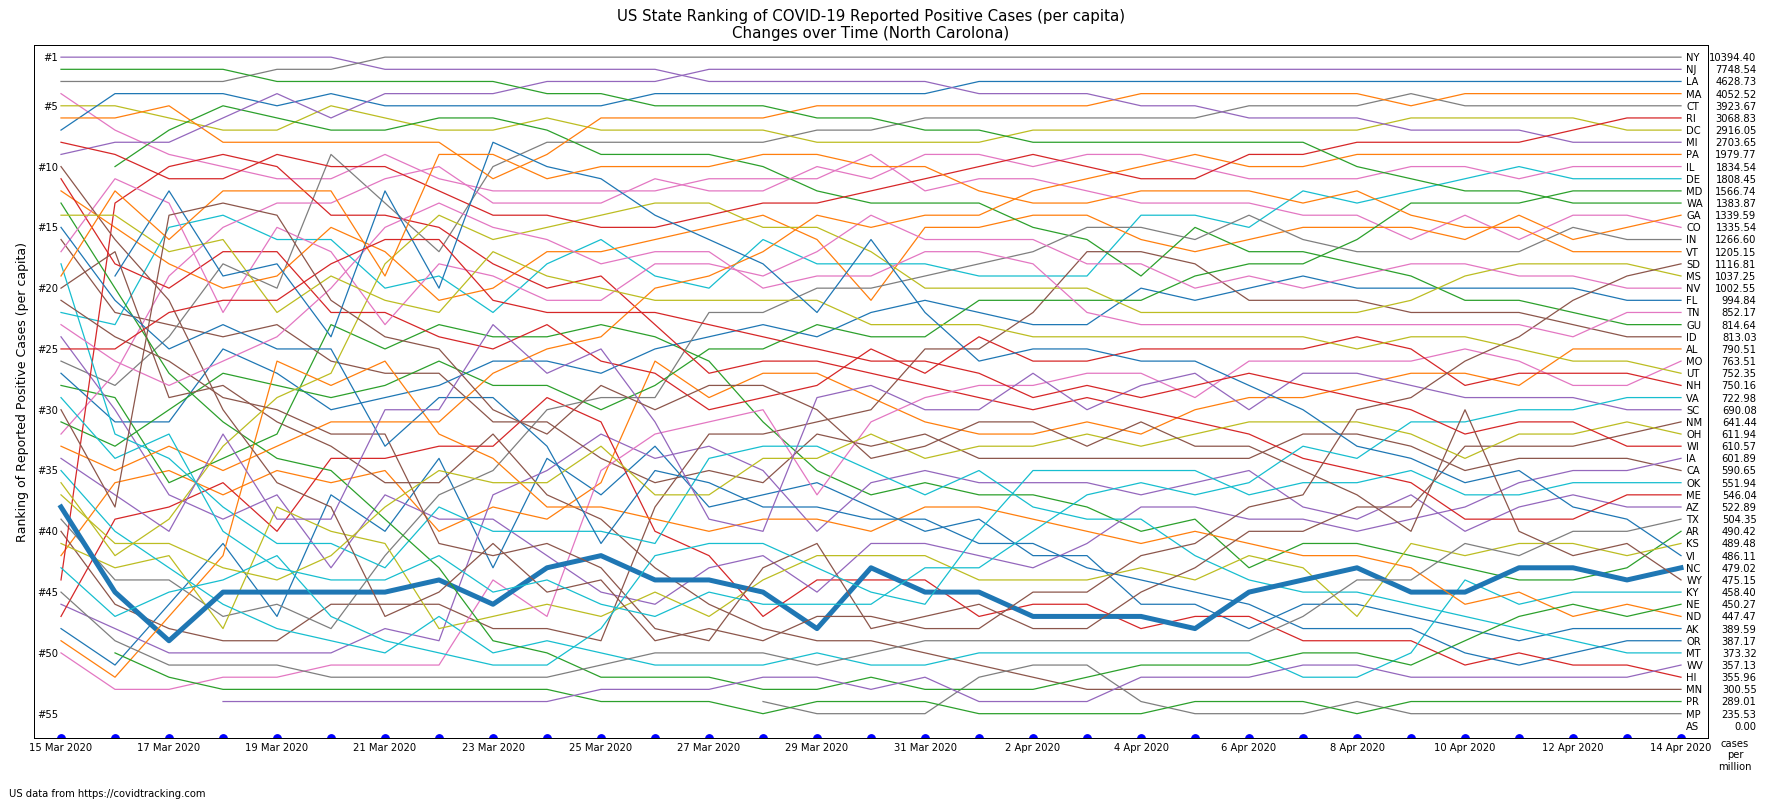 US State Ranking of COVID-19 Reported Positive Cases (per capita)
Changes over Time (North Carolona)
Ranking of Reported Positive Cases (per capita)
#1
#5
#10
#15
#20
#25
#30
#35
#40
#45
#50
#55
NY 10394.40
NJ 7748.54
LA 4628.73
MA 4052.52
CT 3923.67
RI 3068.83
DC 2916.05
MI 2703.65
PA 1979.77
IL 1834.54
DE 1808.45
MD 1566.74
WA 1383.87
GA 1339.59
CO 1335.54
IN 1266.60
VT 1205.15
SD 1116.81
MS 1037.25
NV 1002.55
FL 994.84
TN 852.17
GU 814.64
ID 813.03
AL 790.51
MO 763.51
UT 752.35
NH 750.16
VA 722.98
SC 690.08
NM 641.44
OH 611.94
WI 610.57
IA 601.89
CA 590.65
OK 551.94
ME 546.04
AZ 522.89
TX 504.35
AR 490.42
KS 489.48
VI 486.11
NC 479.02
WY 475.15
KY 458.40
NE 450.27
ND 447.47
AK 389.59
OR 387.17
MT 373.32
WV 357.13
HI 355.96
MN 300.55
PR 289.01
MP 235.53
AS 0.00
15 Mar 2020 17 Mar 2020 19 Mar 2020 21 Mar 2020 23 Mar 2020 25 Mar 2020 27 Mar 2020 29 Mar 2020 31 Mar 2020 2 Apr 2020 4 Apr 2020 6 Apr 2020 8 Apr 2020 10 Apr 2020 12 Apr 2020 14 Apr 2020
cases
per
million
US data from https://covidtracking.com